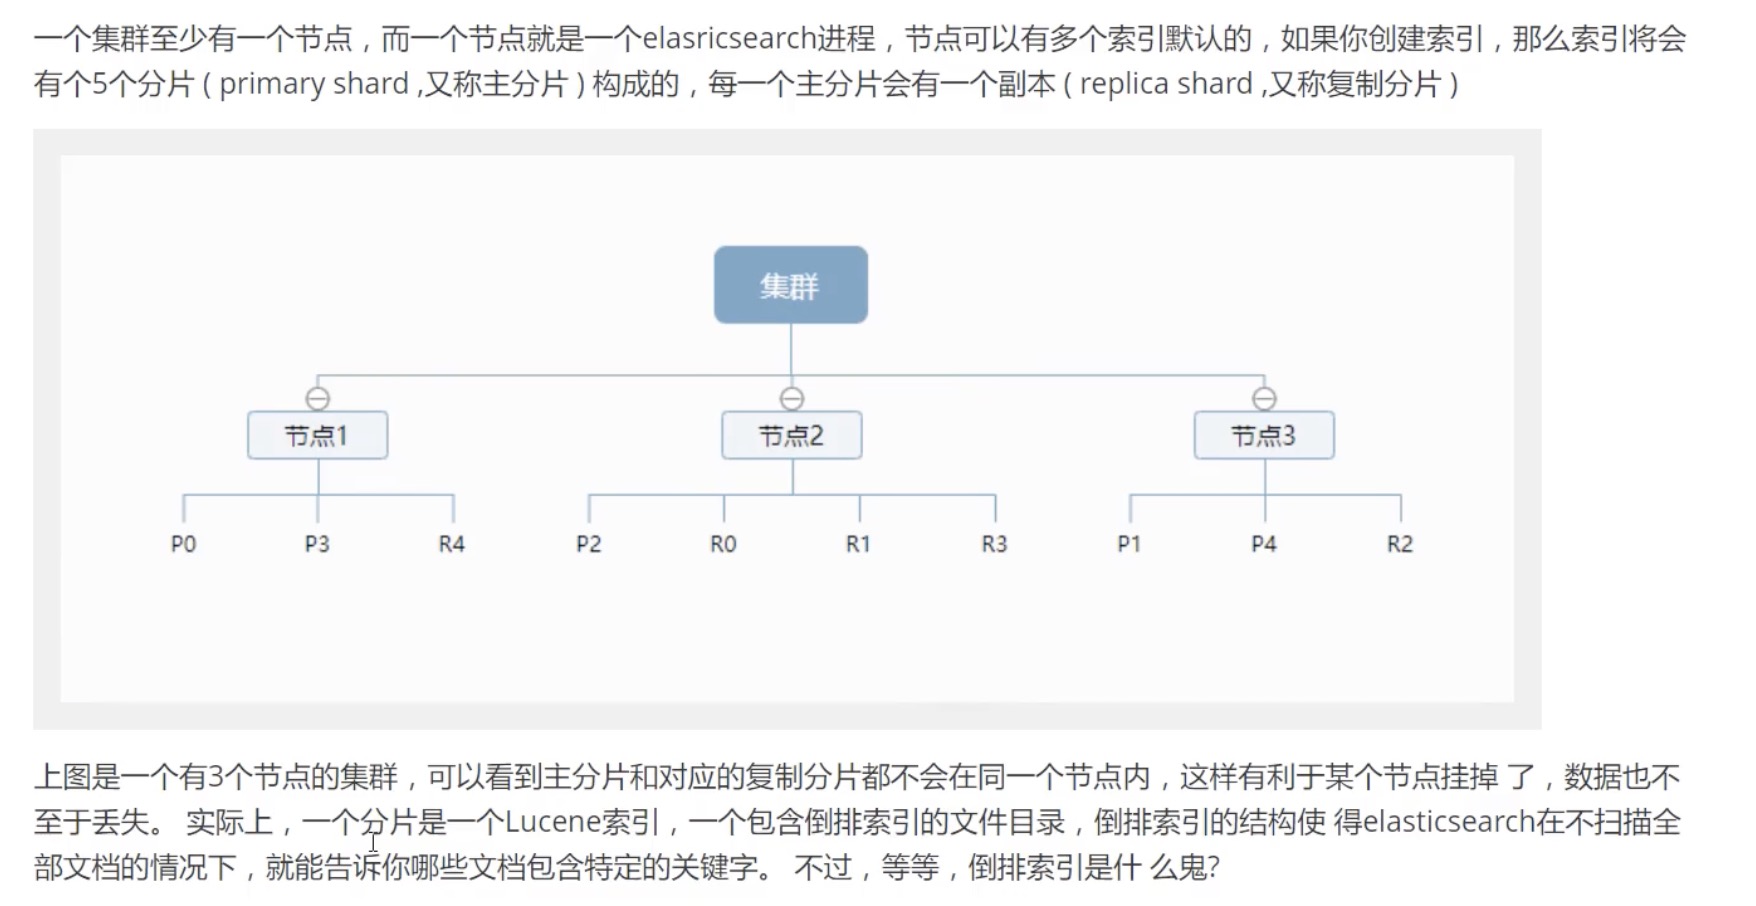 一个集群至少有一个节点，而一个节点就是一个elasricsearch进程，节点可以有多个索引默认的，如果你创建索引，那么索引将会
有个5个分片 ( primary shard ,又称主分片 ) 构成的，每一个主分片会有一个副本 ( replica shard ,又称复制分片 )
集群
节点1
节点2
节点3
P0 P3 R4 P2 R0 R1 R3 P1 P4 R2
上图是一个有3个节点的集群，可以看到主分片和对应的复制分片都不会在同一个节点内，这样有利于某个节点挂掉 了，数据也不
至于丢失。 实际上，一个分片是一个Lucene索引，一个包含倒排索引的文件目录，倒排索引的结构使 得elasticsearch在不扫描全
部文档的情况下，就能告诉你哪些文档包含特定的关键字。 不过，等等，倒排索引是什 么鬼?